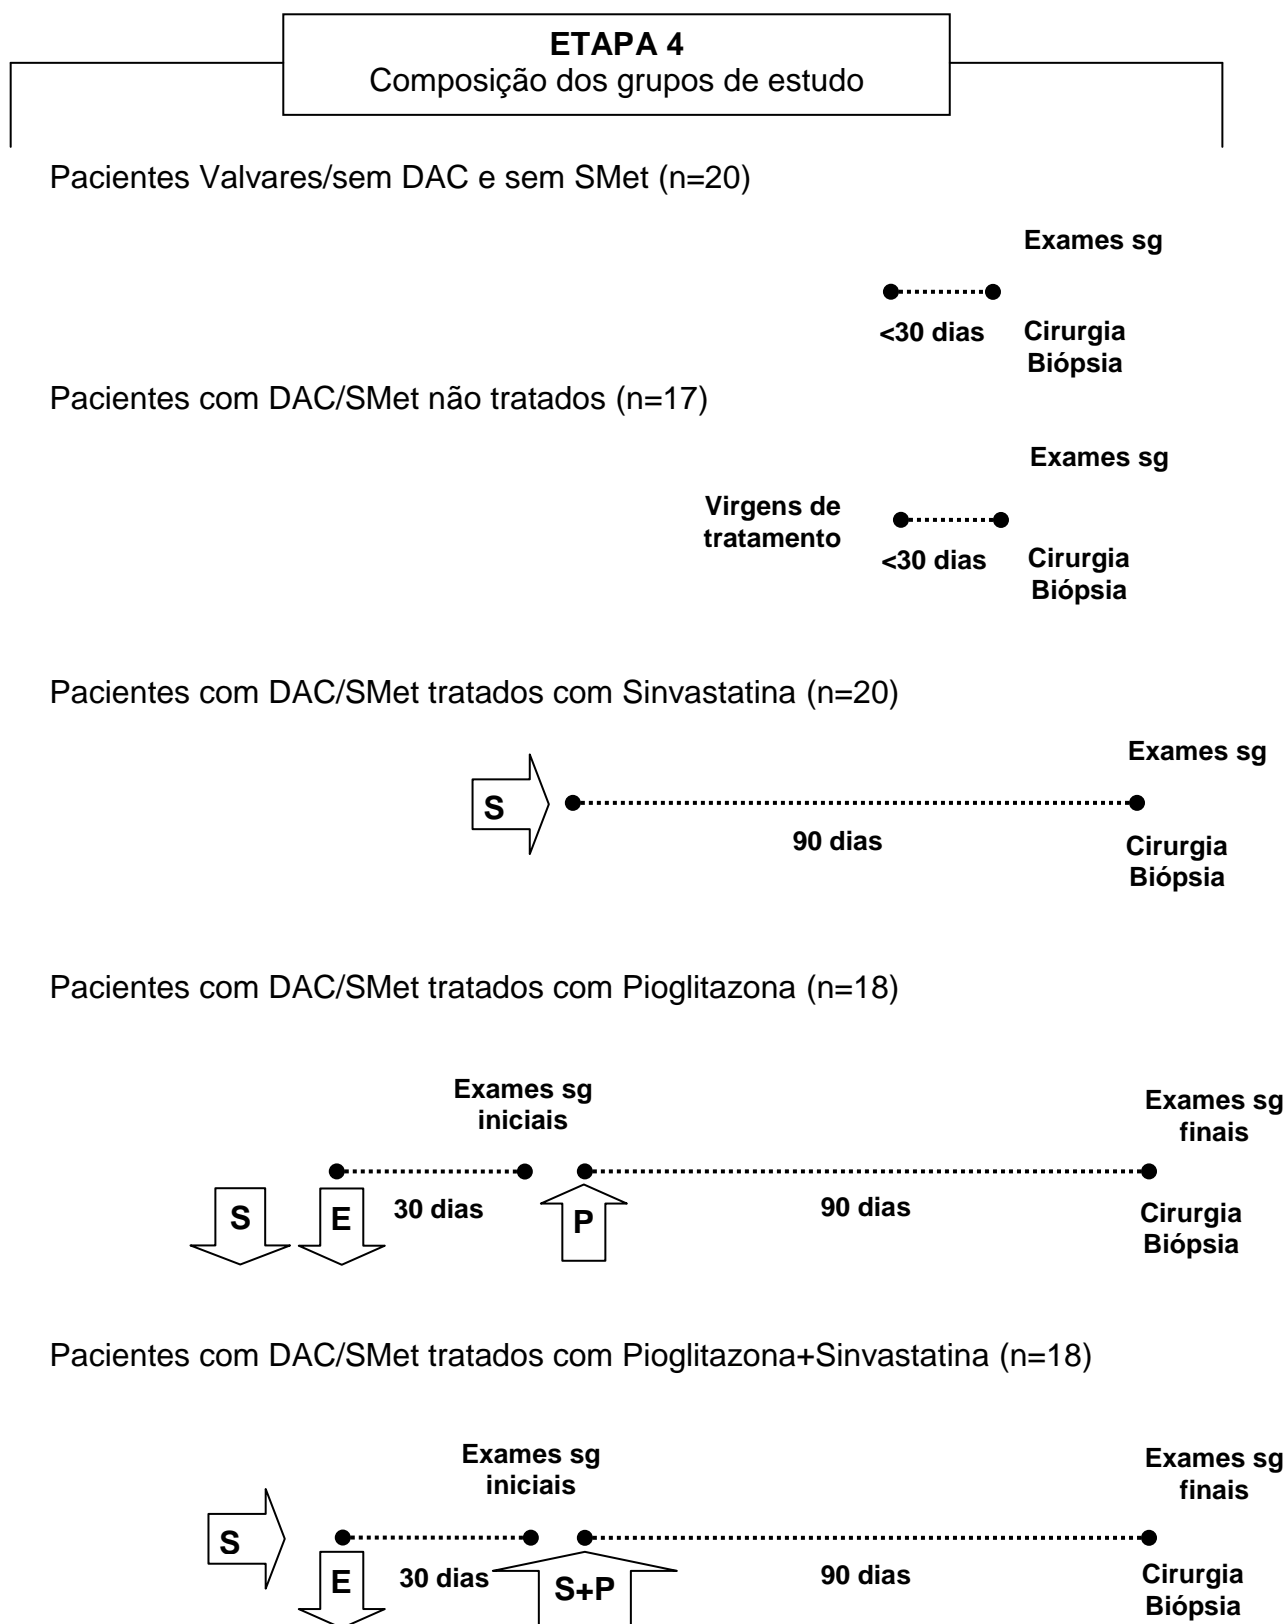 ETAPA 4
Composição dos grupos de estudo
Pacientes Valvares/sem DAC e sem SMet (n=20)
Exames sg
<30 dias
Cirurgia
Biópsia
Pacientes com DAC/SMet não tratados (n=17)
Exames sg
Virgens de
tratamento
<30 dias
Cirurgia
Biópsia
Pacientes com DAC/SMet tratados com Sinvastatina (n=20)
Exames sg
S
90 dias
Cirurgia
Biópsia
Pacientes com DAC/SMet tratados com Pioglitazona (n=18)
Exames sg
iniciais
Exames sg
finais
S
E
30 dias
P
90 dias
Cirurgia
Biópsia
Pacientes com DAC/SMet tratados com Pioglitazona+Sinvastatina (n=18)
Exames sg
iniciais
Exames sg
finais
S
E
30 dias
S+P
90 dias
Cirurgia
Biópsia